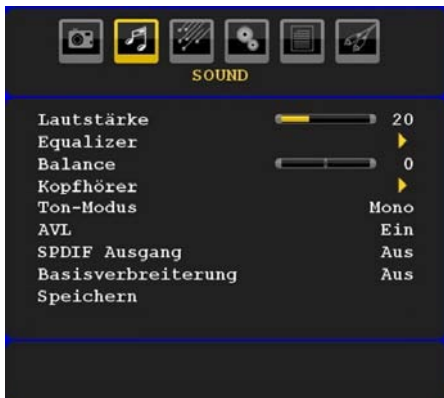 SOUND
Lautstärke 20
Equalizer
Balance 0
Kopfhörer
Ton-Modus Mono
AVL Ein
SPDIF Ausgang Aus
Basisverbreiterung Aus
Speichern